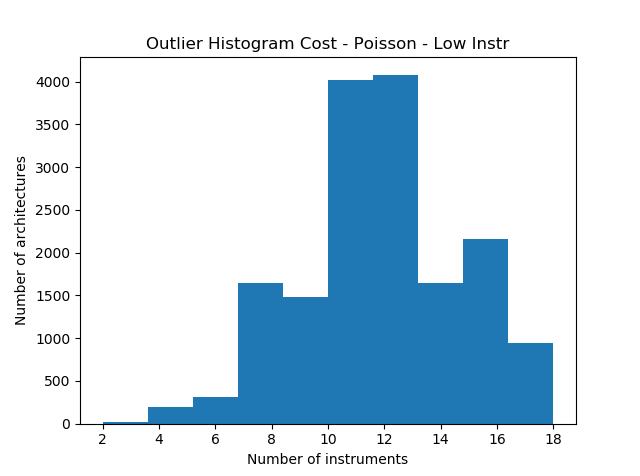 Outlier Histogram Cost - Poisson - Low Instr
4000
3500
3000
2500
2000
1500
1000
500
0
Number of architectures
2 4 6 8 10 12 14 16 18
Number of instruments